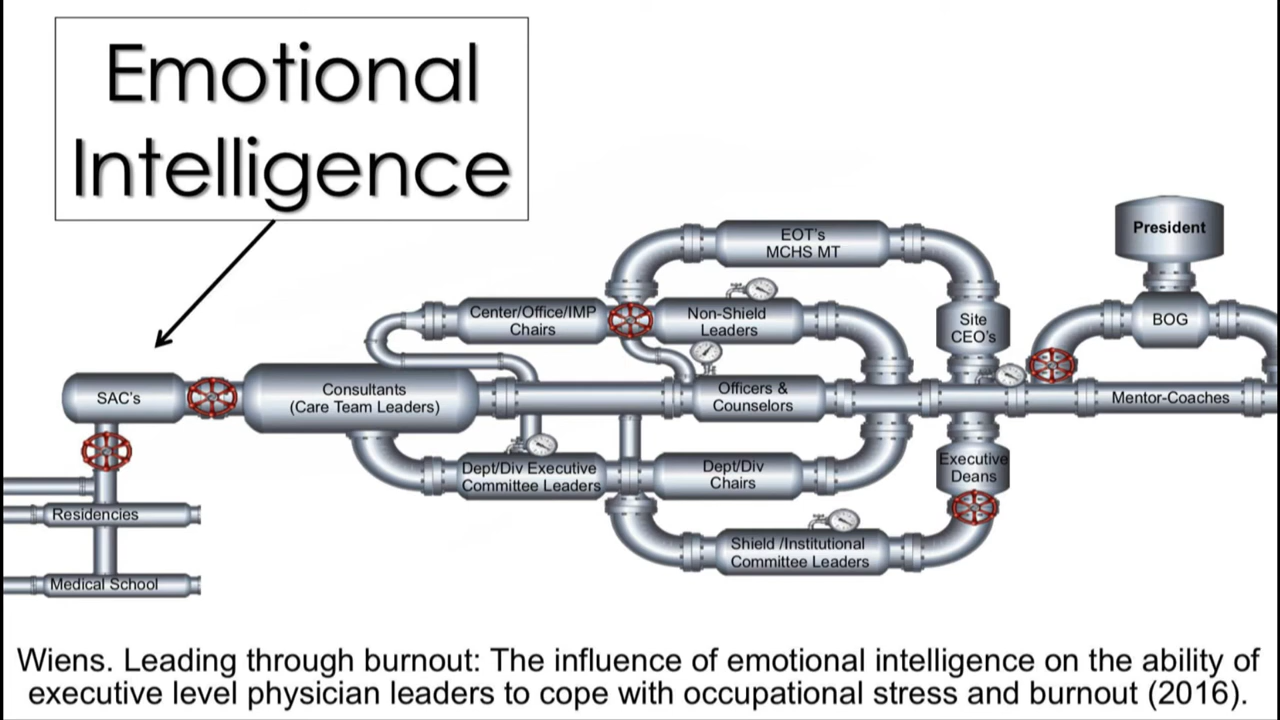 Emotional
Intelligence
President
EOT's
MCHS MT
Center/Office/IMP
Chairs
Non-Shield
Leaders
Site
CEO's
BOG
SAC's
Consultants
(Care Team Leaders)
Officers &
Counselors
Mentor-Coaches
Dept/Div Executive
Committee Leaders
Dept/Div
Chairs
Executive
Deans
Residencies
Shield /Institutional
Committee Leaders
Medical School
Wiens. Leading through burnout: The influence of emotional intelligence on the ability of
executive level physician leaders to cope with occupational stress and burnout (2016).